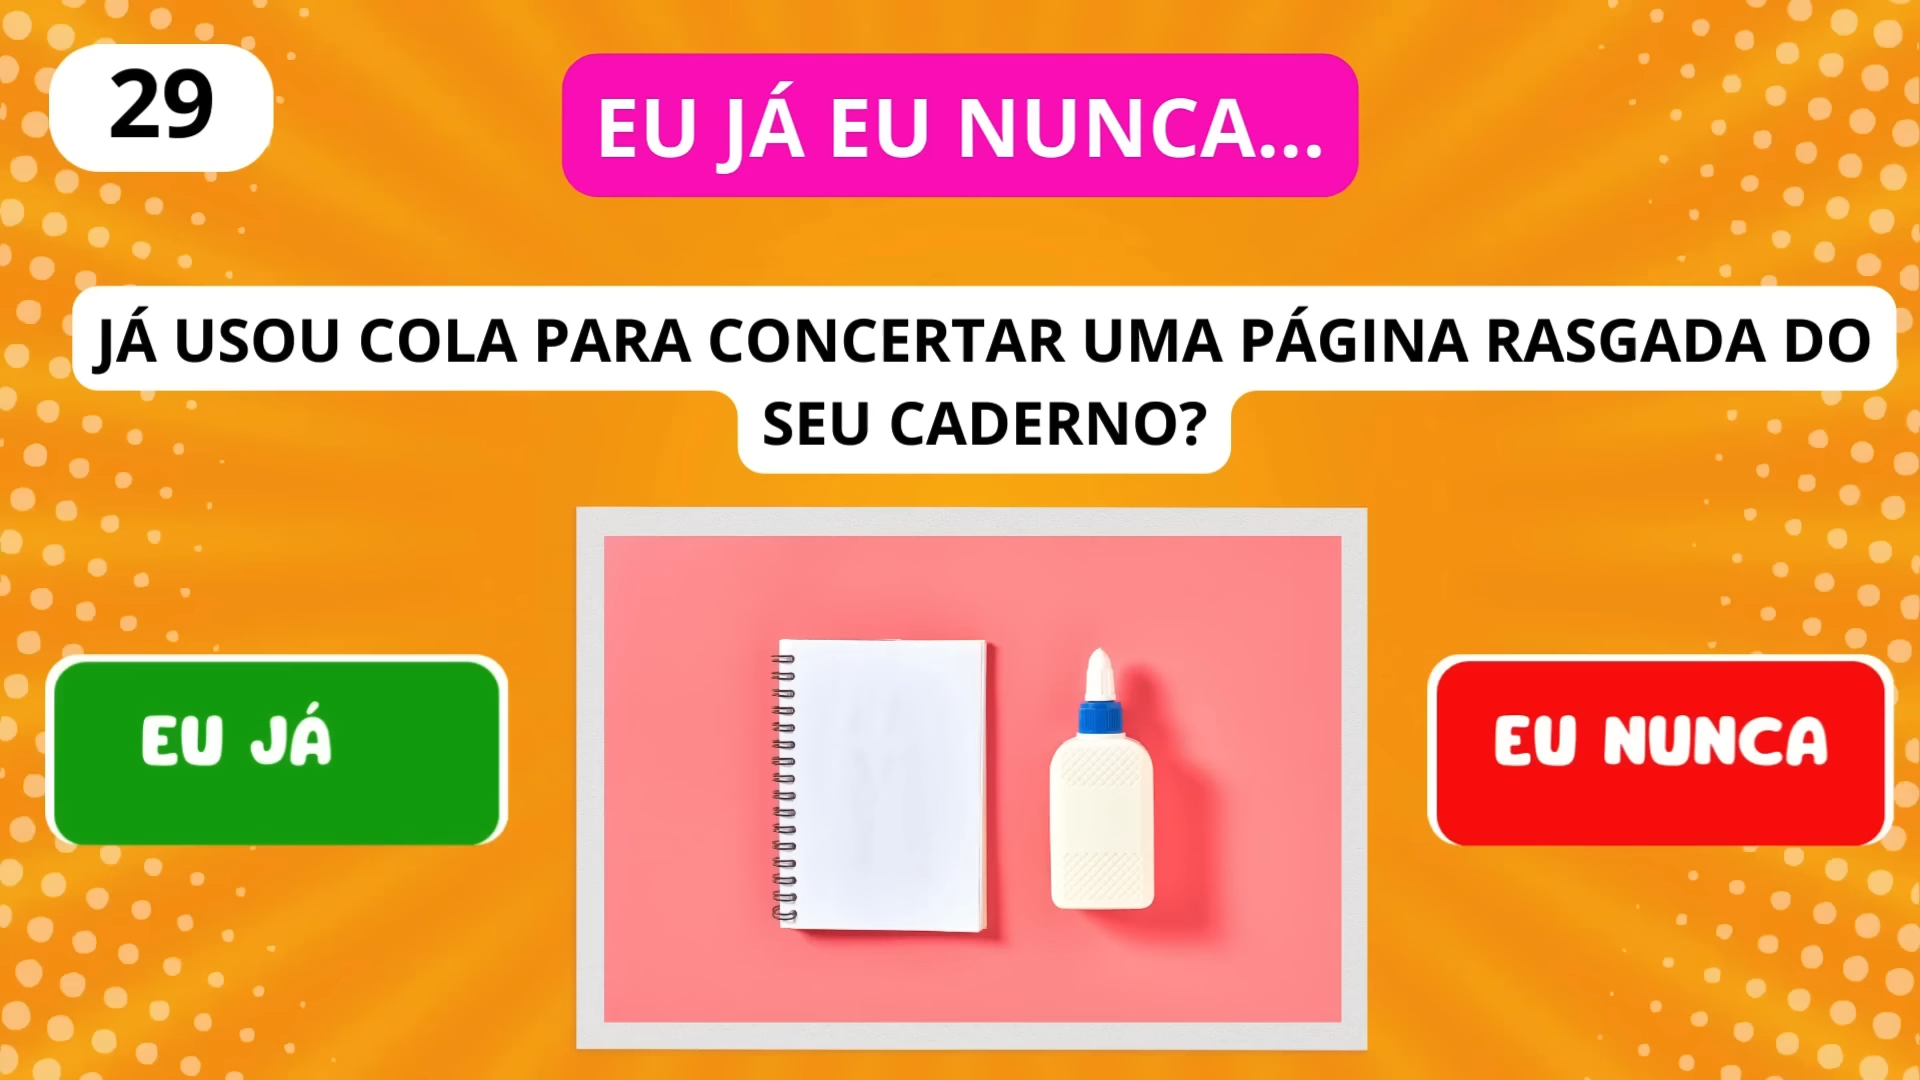 29
EU JÁ EU NUNCA...
JÁ USOU COLA PARA CONCERTAR UMA PÁGINA RASGADA DO
SEU CADERNO?
EU JÁ
EU NUNCA